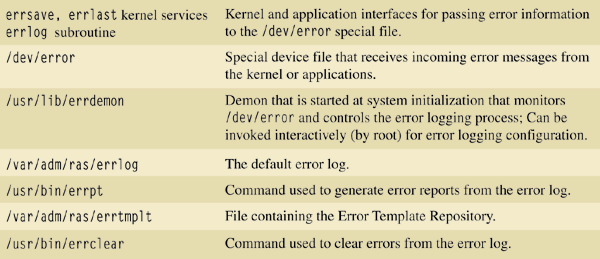 errsave, errlast kernel services Kernel and application interfaces for passing error information
errlog subroutine to the /dev/error special file.
/dev/error Special device file that receives incoming error messages from
the kernel or applications.
/usr/lib/errdemon Demon that is started at system initialization that monitors
/dev/error and controls the error logging process; Can be
invoked interactively (by root) for error logging configuration.
/var/adm/ras/errlog The default error log.
/usr/bin/errpt Command used to generate error reports from the error log.
/var/adm/ras/errtmplt File containing the Error Template Repository.
/usr/bin/errclear Command used to clear errors from the error log.